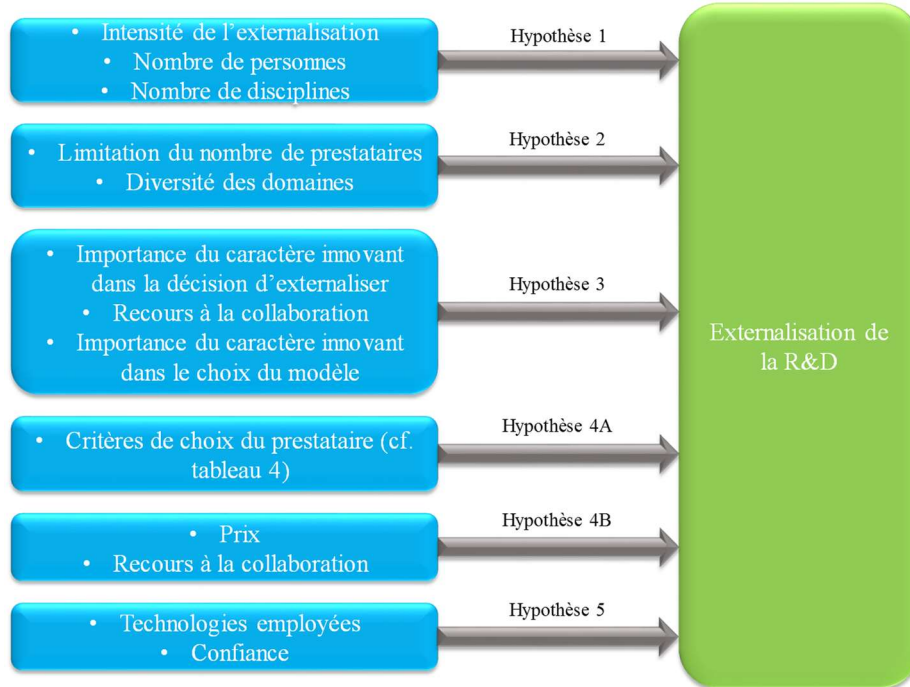 • Intensité de l’externalisation
• Nombre de personnes
• Nombre de disciplines
Hypothèse 1
• Limitation du nombre de prestataires
• Diversité des domaines
Hypothèse 2
• Importance du caractère innovant
dans la décision d’externaliser
• Recours à la collaboration
• Importance du caractère innovant
dans le choix du modèle
Hypothèse 3
• Critères de choix du prestataire (cf.
tableau 4)
Hypothèse 4A
• Prix
• Recours à la collaboration
Hypothèse 4B
• Technologies employées
• Confiance
Hypothèse 5
Externalisation de
la R&D